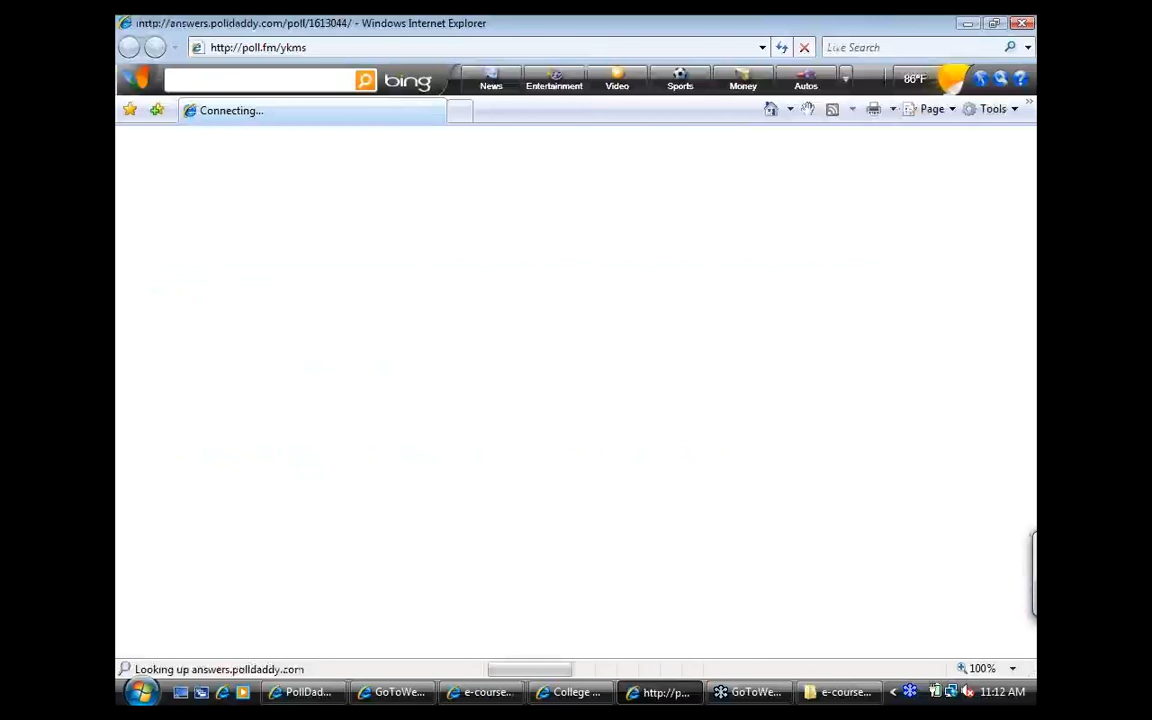 http://answers.polldaddy.com/poll/1613044/ - Windows Internet Explorer
http://poll.fm/ykms
Live Search
bing
News
Entertainment
Video
Sports
Money
Autos
86°F
Connecting...
Page
Tools
Looking up answers.polldaddy.com
100%
PollDad...
GoToWe...
e-course...
College ...
http://p...
GoToWe...
e-course...
11:12 AM